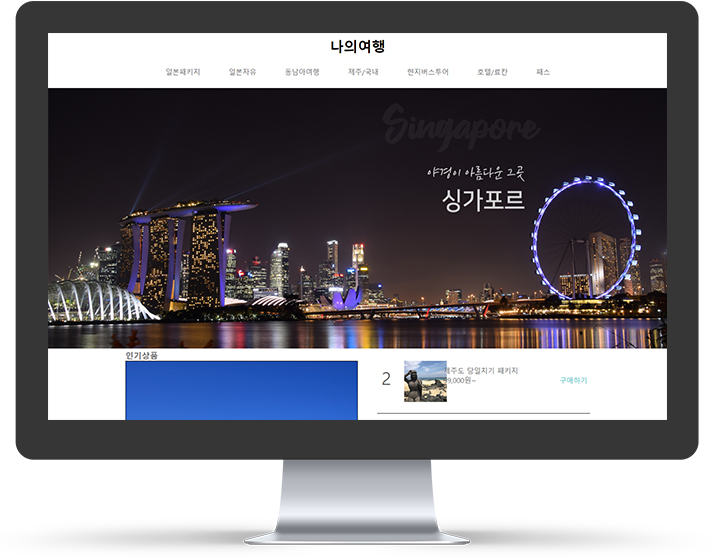 나의여행
일본패키지 일본자유 동남아여행 제주/국내 현지버스투어 호텔/료칸 패스
Singapore
야경이 아름다운 그곳
싱가포르
인기상품
2
제주도 당일치기 패키지
9,000원~
구매하기